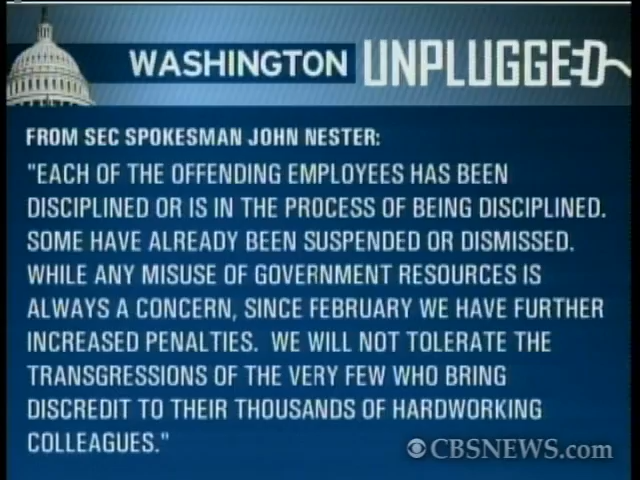 WASHINGTON UNPLUGGED
FROM SEC SPOKESMAN JOHN NESTER:
"EACH OF THE OFFENDING EMPLOYEES HAS BEEN
DISCIPLINED OR IS IN THE PROCESS OF BEING DISCIPLINED.
SOME HAVE ALREADY BEEN SUSPENDED OR DISMISSED.
WHILE ANY MISUSE OF GOVERNMENT RESOURCES IS
ALWAYS A CONCERN, SINCE FEBRUARY WE HAVE FURTHER
INCREASED PENALTIES. WE WILL NOT TOLERATE THE
TRANSGRESSIONS OF THE VERY FEW WHO BRING
DISCREDIT TO THEIR THOUSANDS OF HARDWORKING
COLLEAGUES."
CBSNEWS.com